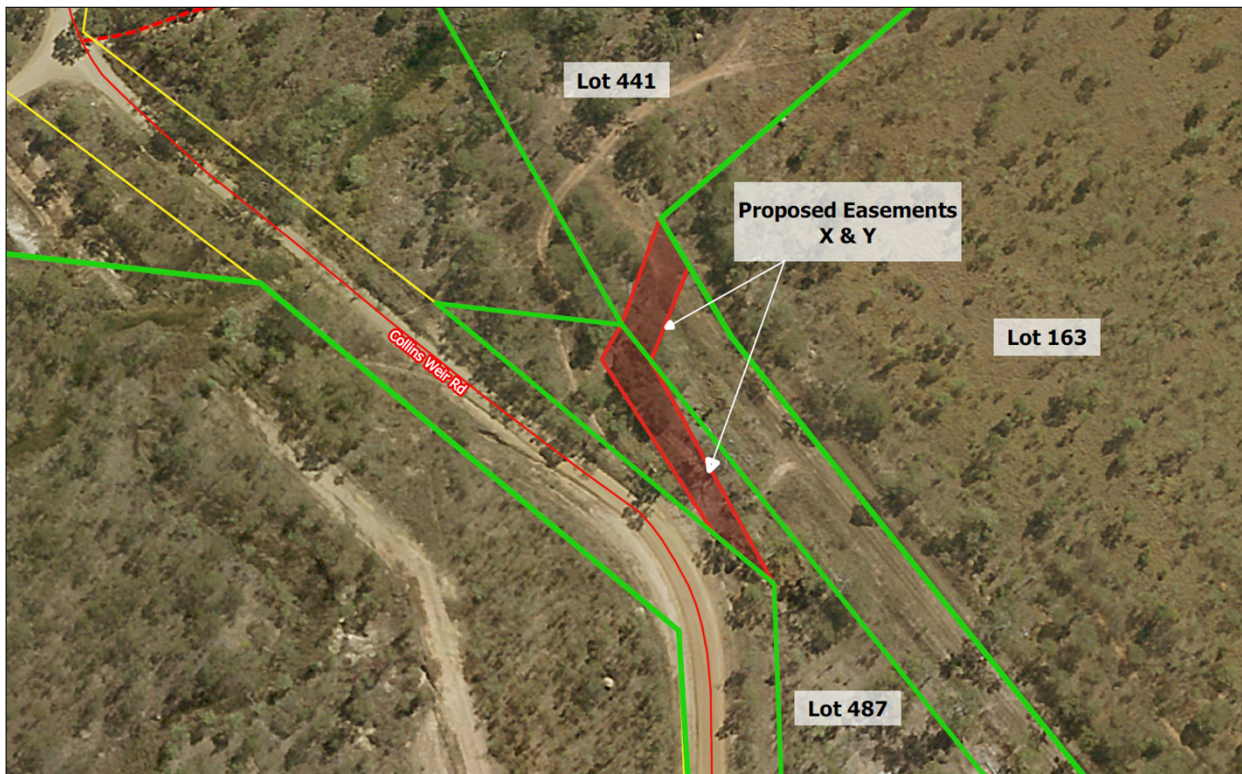 Lot 441
Proposed Easements
X & Y
Lot 163
Collins Weir Rd
Lot 487